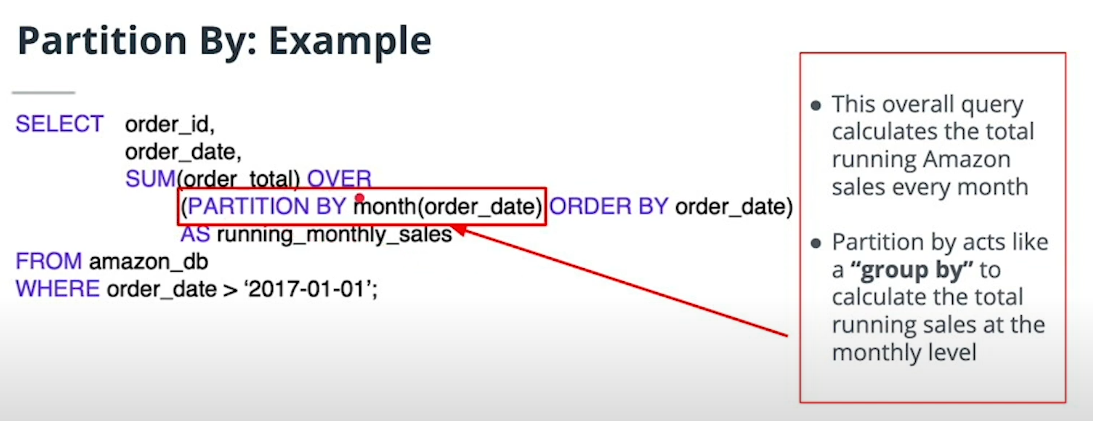 Partition By: Example
SELECT order_id,
order_date,
SUM(order_total) OVER
(PARTITION BY month(order_date) ORDER BY order_date)
AS running_monthly_sales
FROM amazon_db
WHERE order_date > ‘2017-01-01’;
● This overall query
calculates the total
running Amazon
sales every month
● Partition by acts like
a “group by” to
calculate the total
running sales at the
monthly level